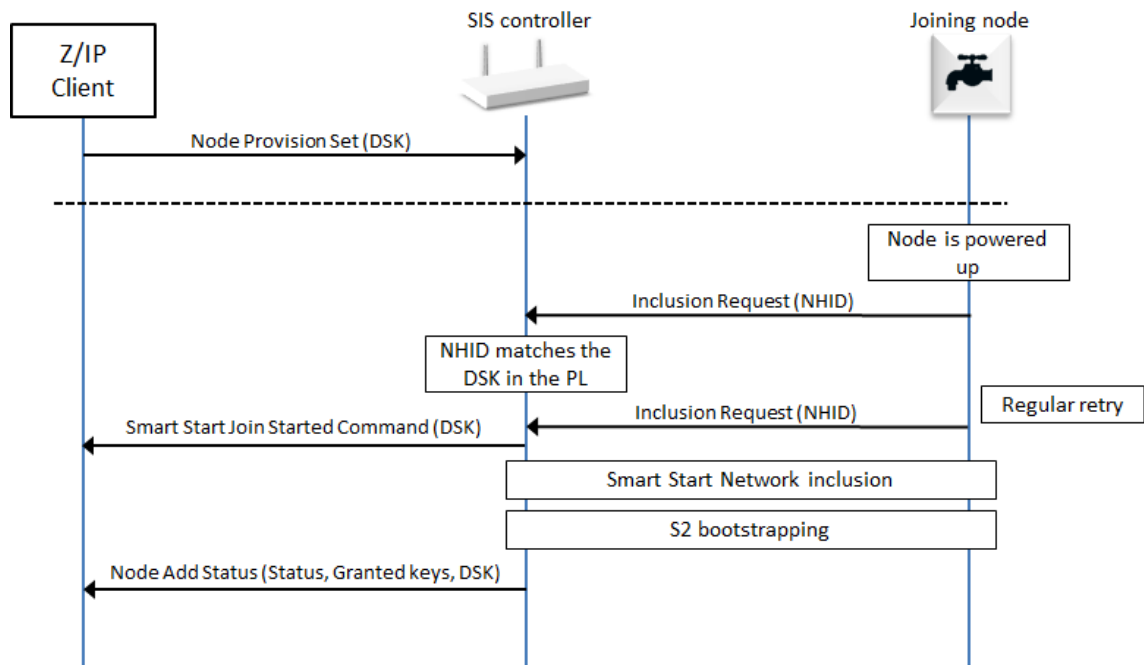 Z/IP
Client
SIS controller
Joining node
Node Provision Set (DSK)
Node is powered
up
Inclusion Request (NHID)
NHID matches the
DSK in the PL
Regular retry
Inclusion Request (NHID)
Smart Start Join Started Command (DSK)
Smart Start Network inclusion
S2 bootstrapping
Node Add Status (Status, Granted keys, DSK)